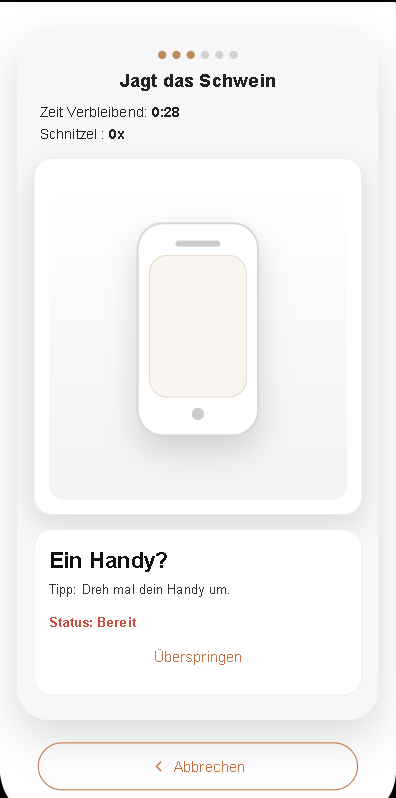 Jagt das Schwein
Zeit Verbleibend: 0:28
Schnitzel : 0x
Ein Handy?
Tipp: Dreh mal dein Handy um.
Status: Bereit
Überspringen
Abbrechen